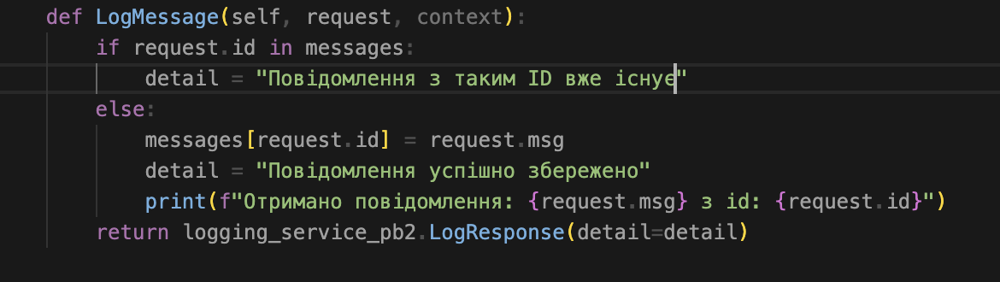 def LogMessage(self, request, context):
if request.id in messages:
detail = "Повідомлення з таким ID вже існує"
else:
messages[request.id] = request.msg
detail = "Повідомлення успішно збережено"
print(f"Отримано повідомлення: {request.msg} з id: {request.id}")
return logging_service_pb2.LogResponse(detail=detail)